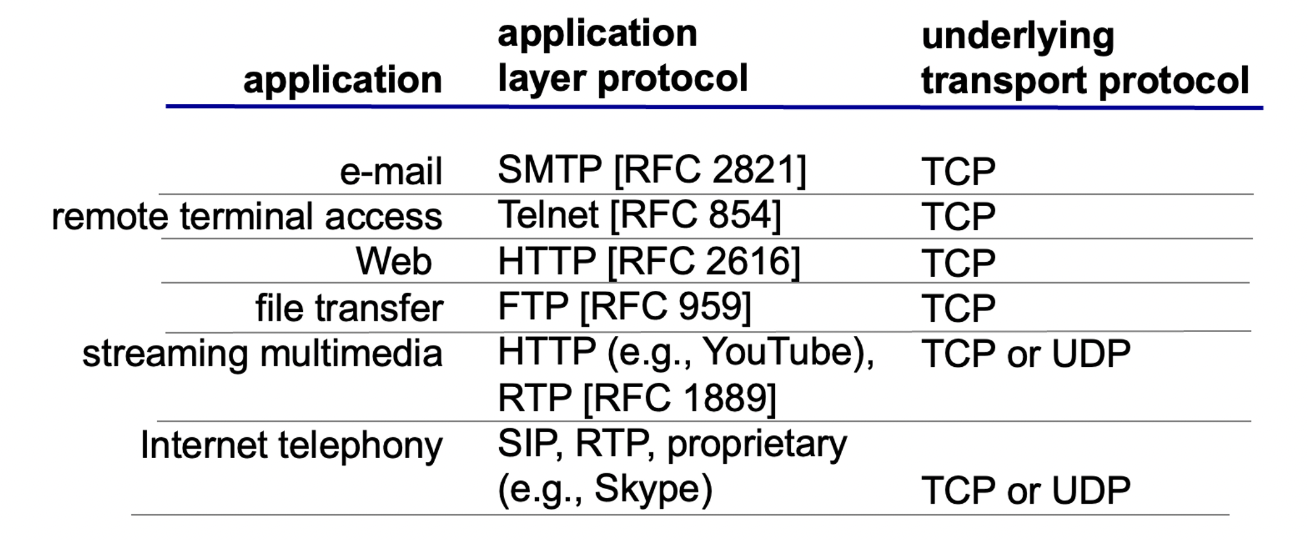 application application layer protocol underlying transport protocol
e-mail SMTP [RFC 2821] TCP
remote terminal access Telnet [RFC 854] TCP
Web HTTP [RFC 2616] TCP
file transfer FTP [RFC 959] TCP
streaming multimedia HTTP (e.g., YouTube), TCP or UDP
RTP [RFC 1889]
Internet telephony SIP, RTP, proprietary
(e.g., Skype) TCP or UDP